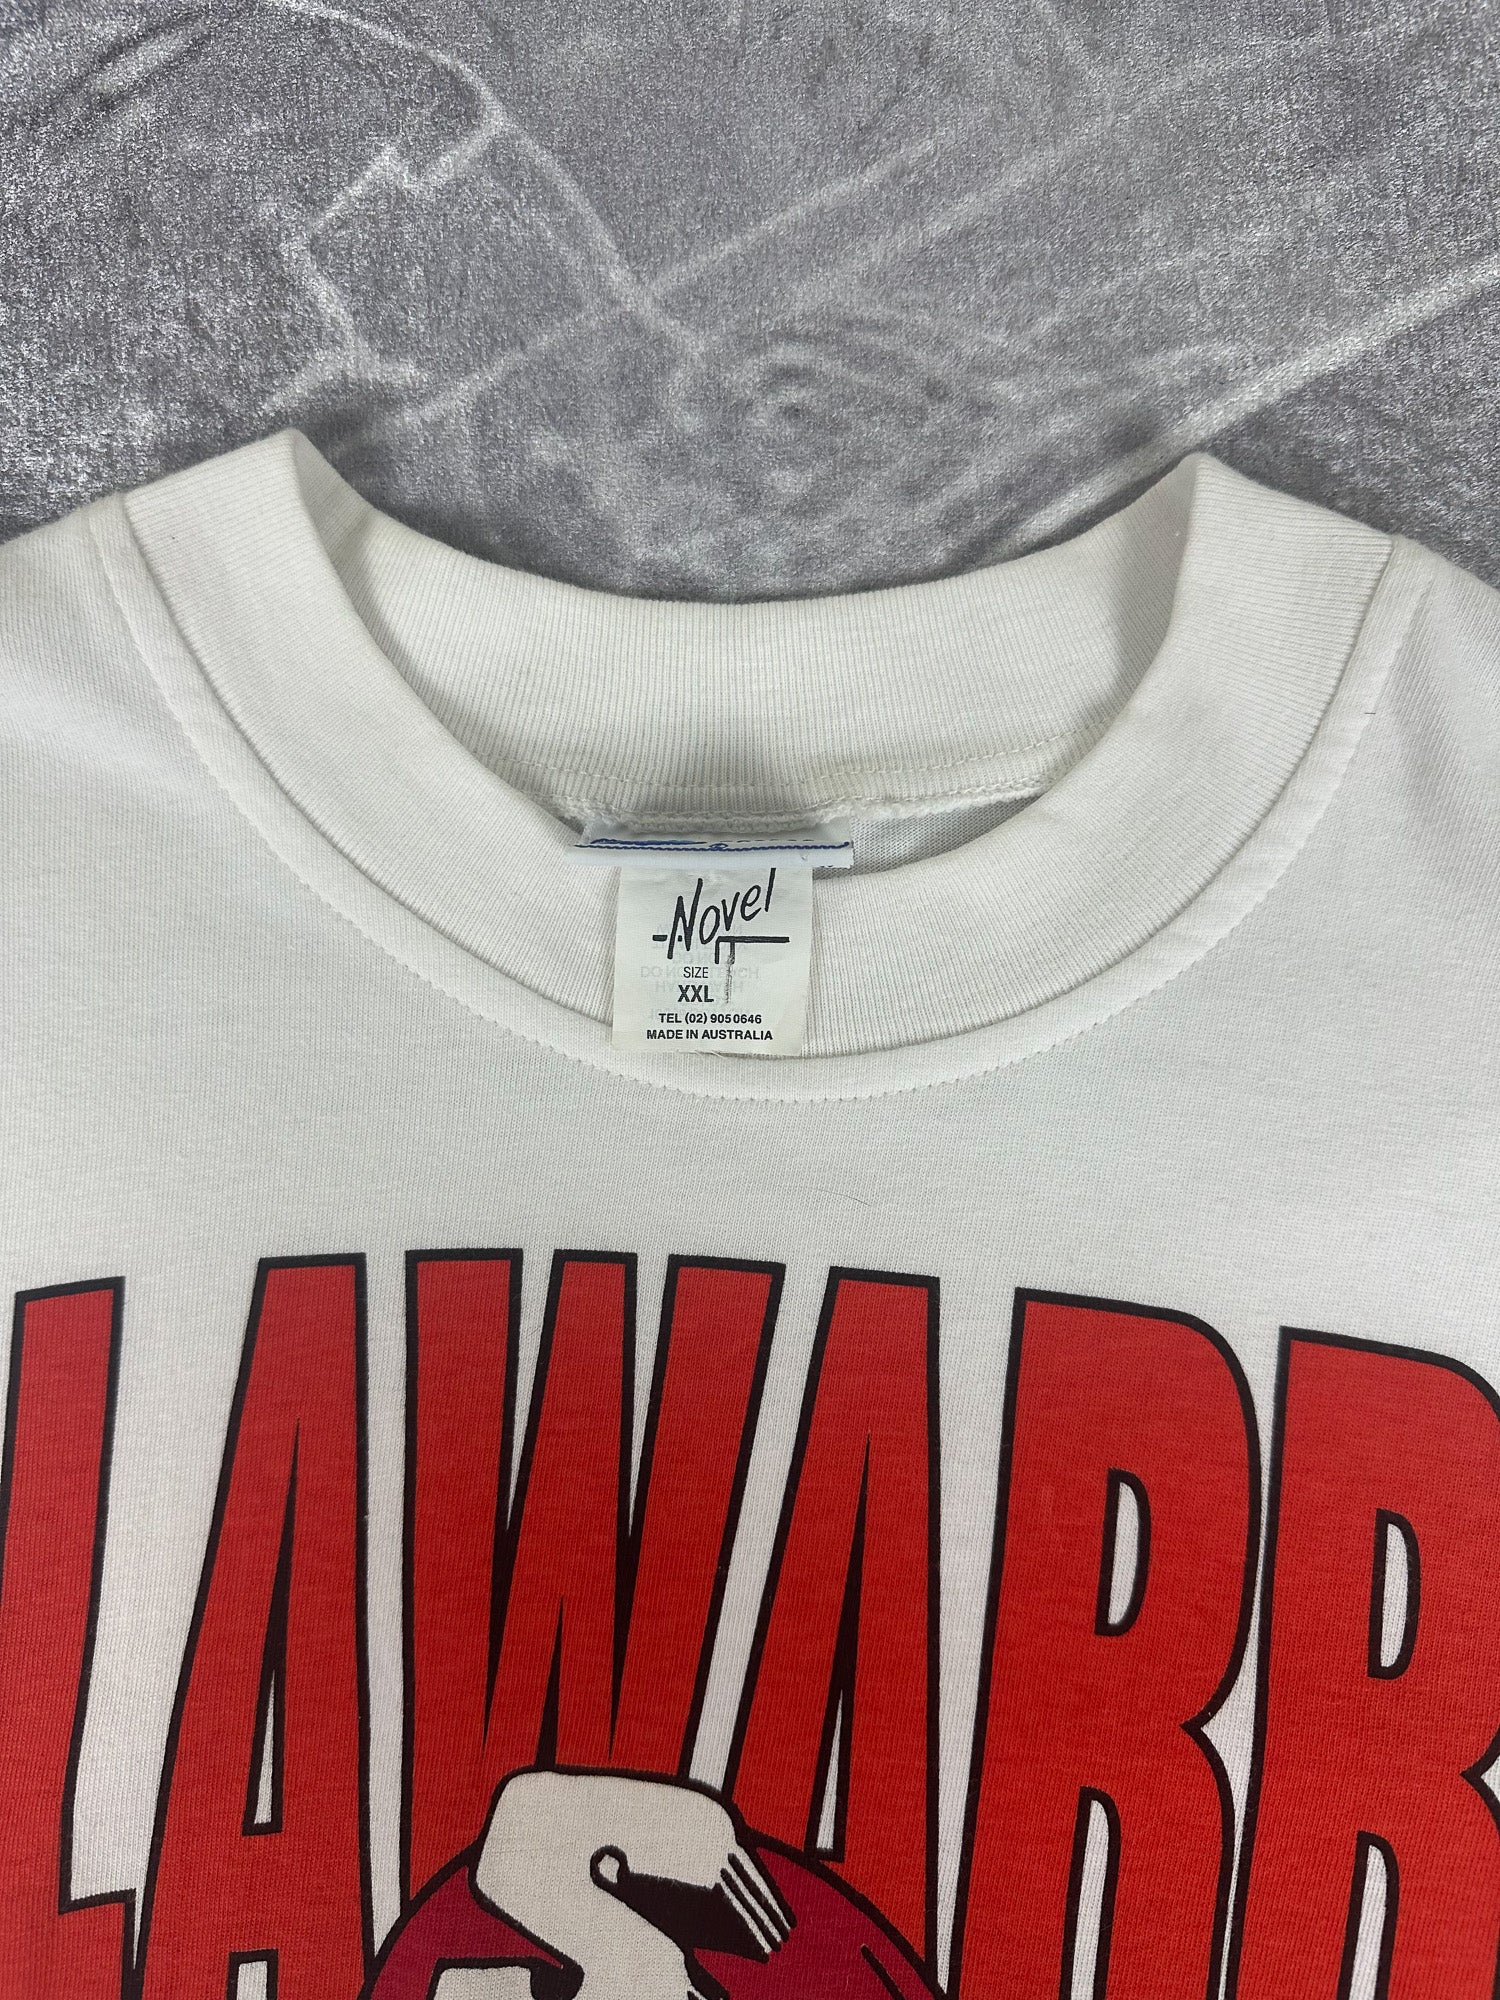 Novel
SIZE
XXL
TEL (02) 905 0646
MADE IN AUSTRALIA
LAWARR